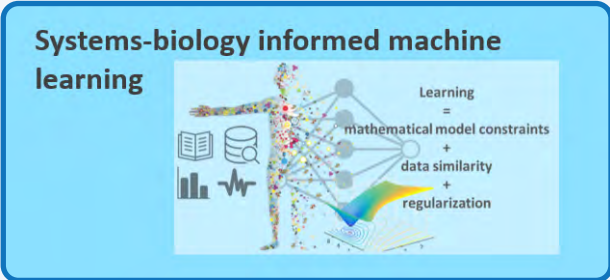 Systems-biology informed machine
learning
Learning
=
mathematical model constraints
+
data similarity
+
regularization